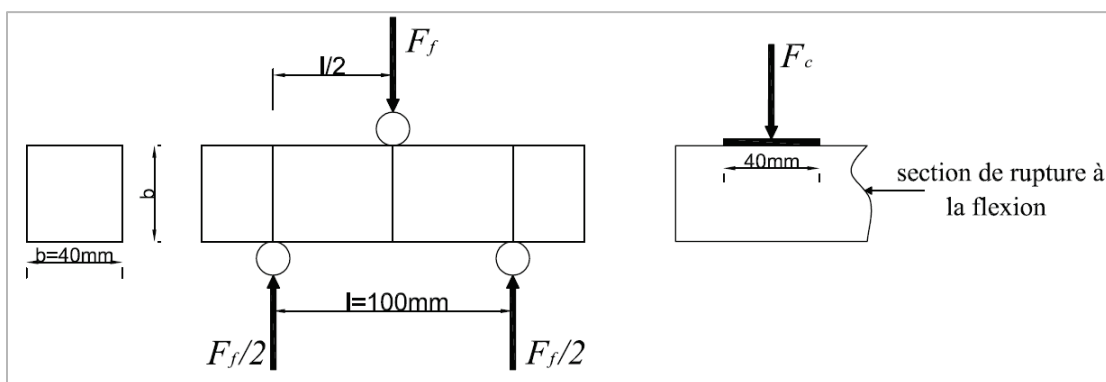 F_f
l/2
b
b=40mm
l=100mm
F_f/2
F_f/2
F_c
40mm
section de rupture à
la flexion